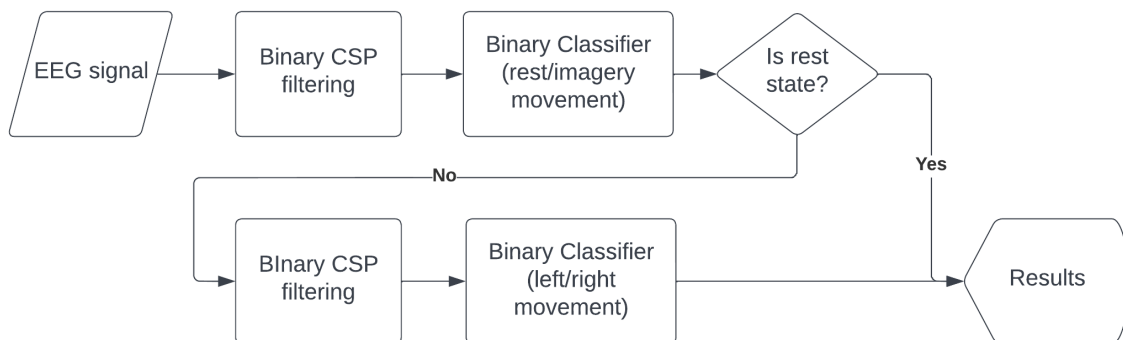 EEG signal
Binary CSP
filtering
Binary Classifier
(rest/imagery
movement)
Is rest
state?
No
Yes
BInary CSP
filtering
Binary Classifier
(left/right
movement)
Results